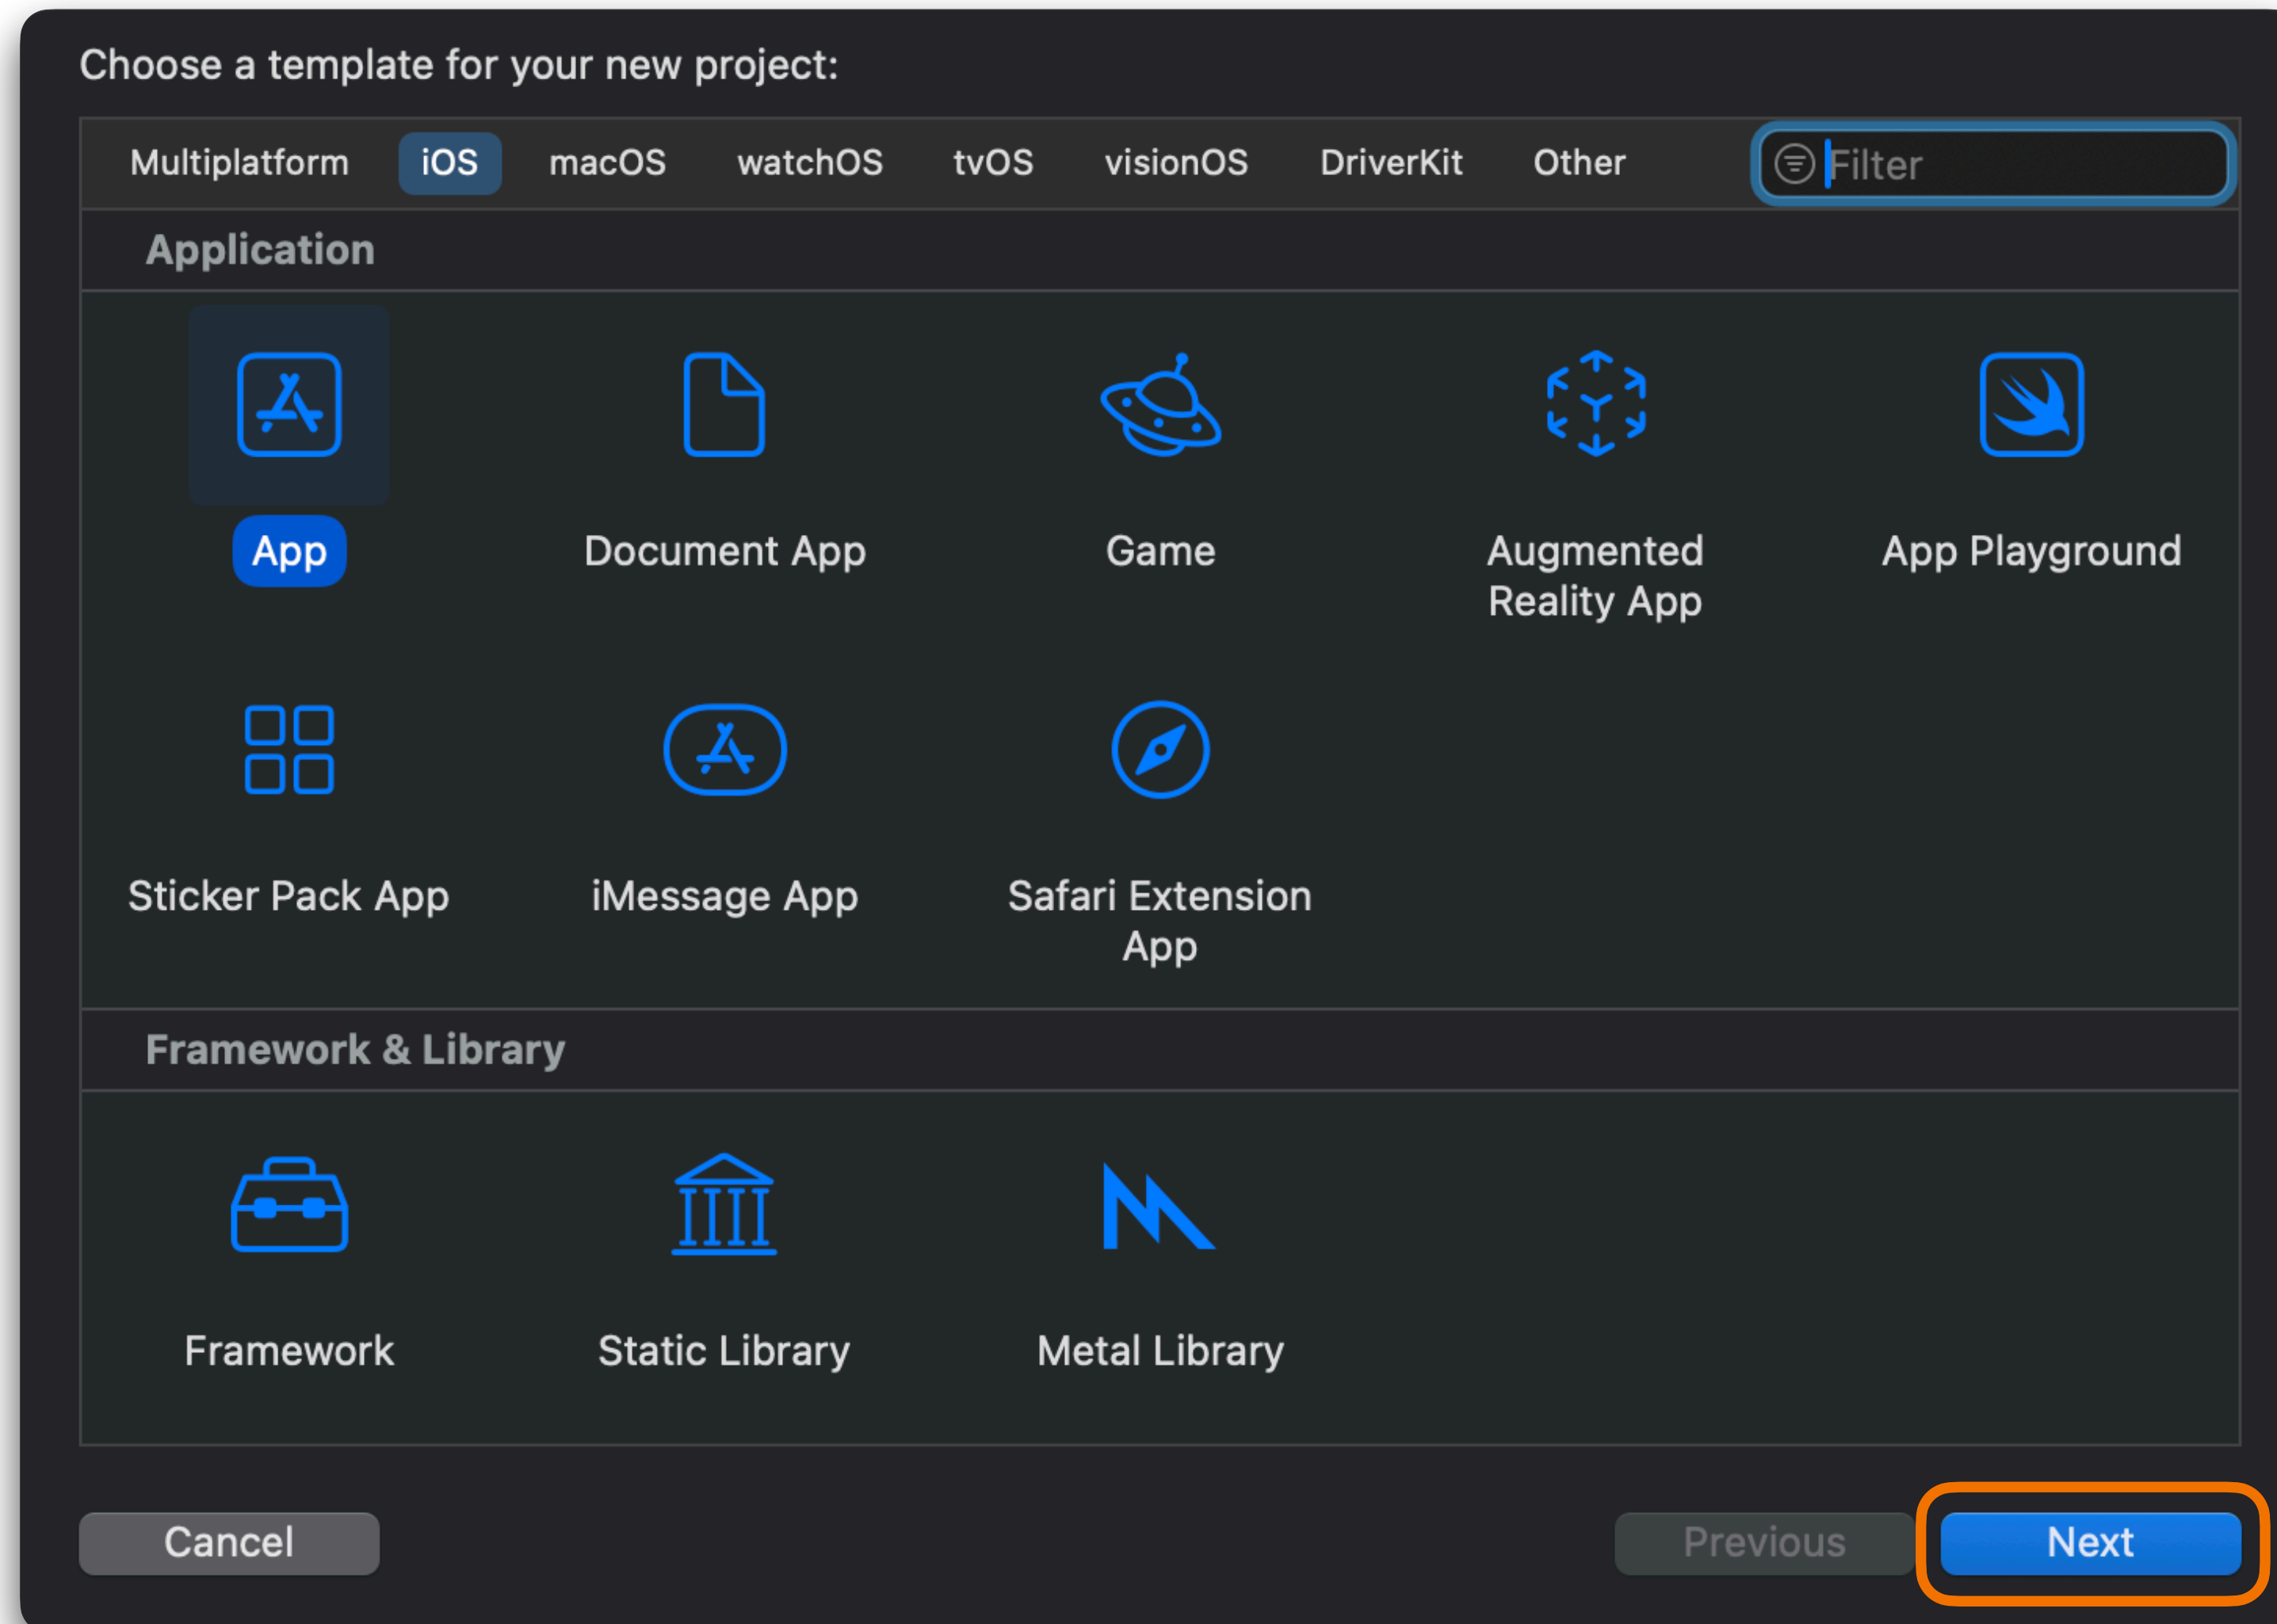 Choose a template for your new project:
Multiplatform iOS macOS watchOS tvOS visionOS DriverKit Other Filter
Application
App Document App Game Augmented Reality App App Playground
Sticker Pack App iMessage App Safari Extension App
Framework & Library
Framework Static Library Metal Library
Cancel Previous Next